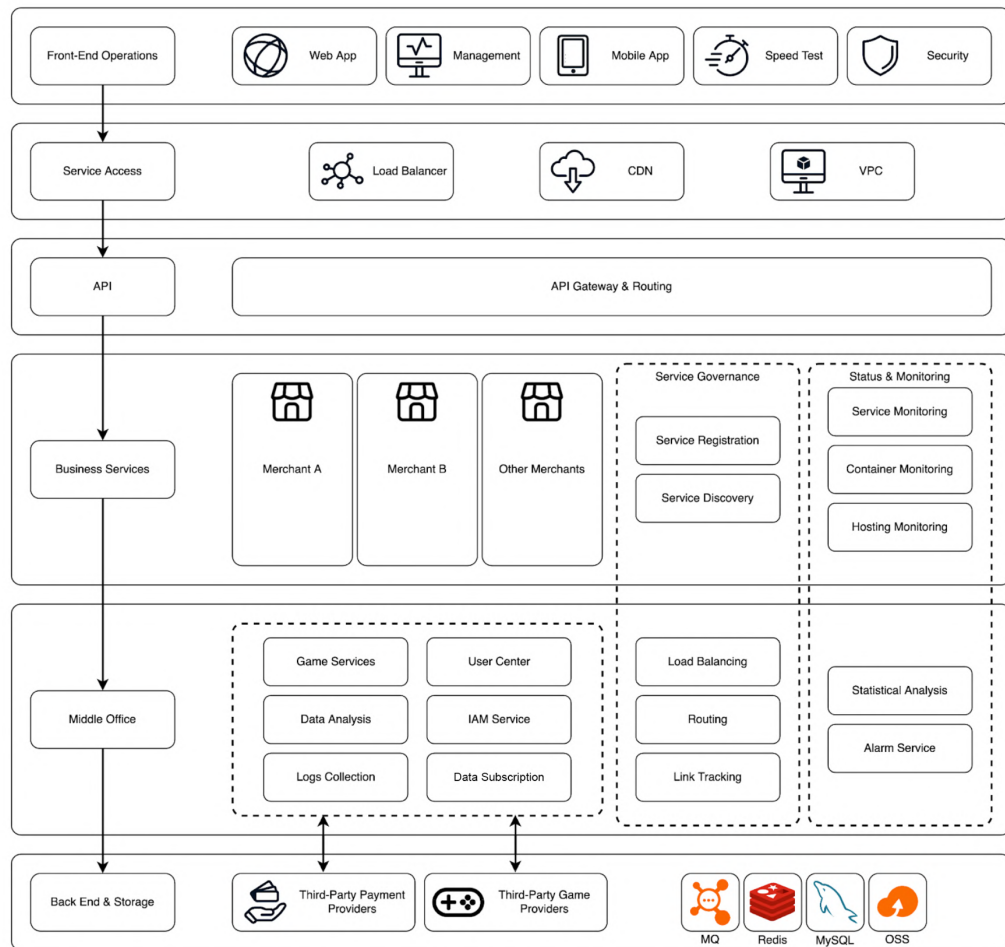 Front-End Operations
Web App
Management
Mobile App
Speed Test
Security
Service Access
Load Balancer
CDN
VPC
API
API Gateway & Routing
Business Services
Merchant A
Merchant B
Other Merchants
Service Governance
Service Registration
Service Discovery
Status & Monitoring
Service Monitoring
Container Monitoring
Hosting Monitoring
Middle Office
Game Services
User Center
Data Analysis
IAM Service
Logs Collection
Data Subscription
Load Balancing
Routing
Link Tracking
Statistical Analysis
Alarm Service
Back End & Storage
Third-Party Payment
Providers
Third-Party Game
Providers
MQ
Redis
MySQL
OSS